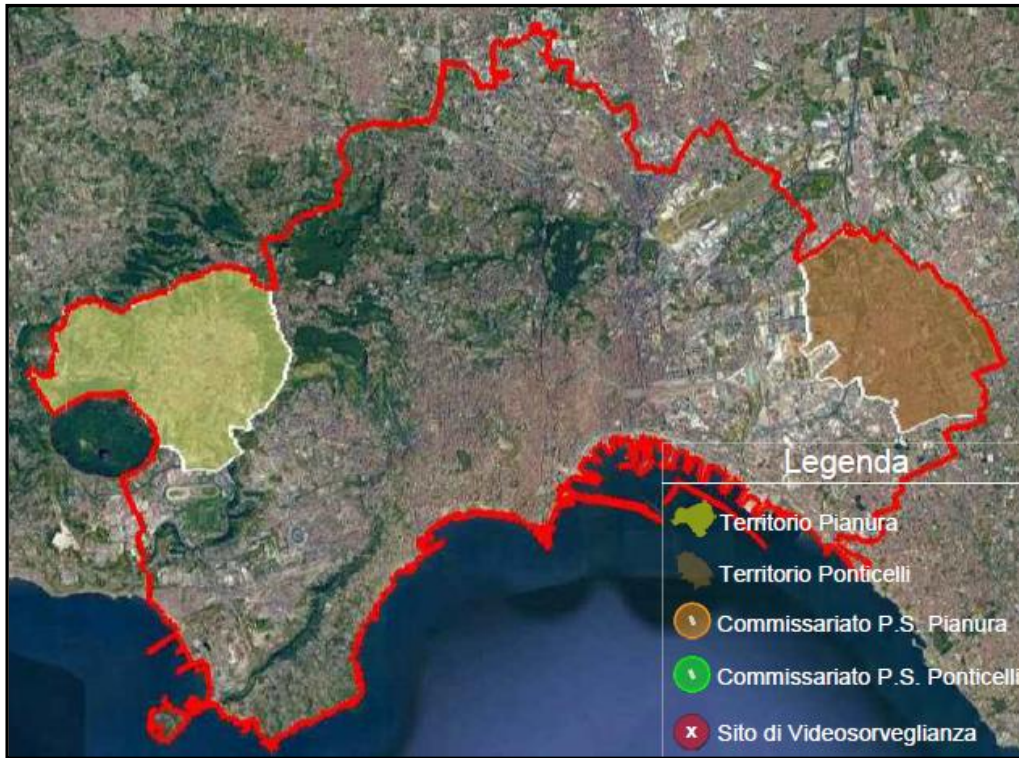 Legenda
Territorio Pianura
Territorio Ponticelli
Commissariato P.S. Pianura
Commissariato P.S. Ponticelli
x Sito di Videosorveglianza